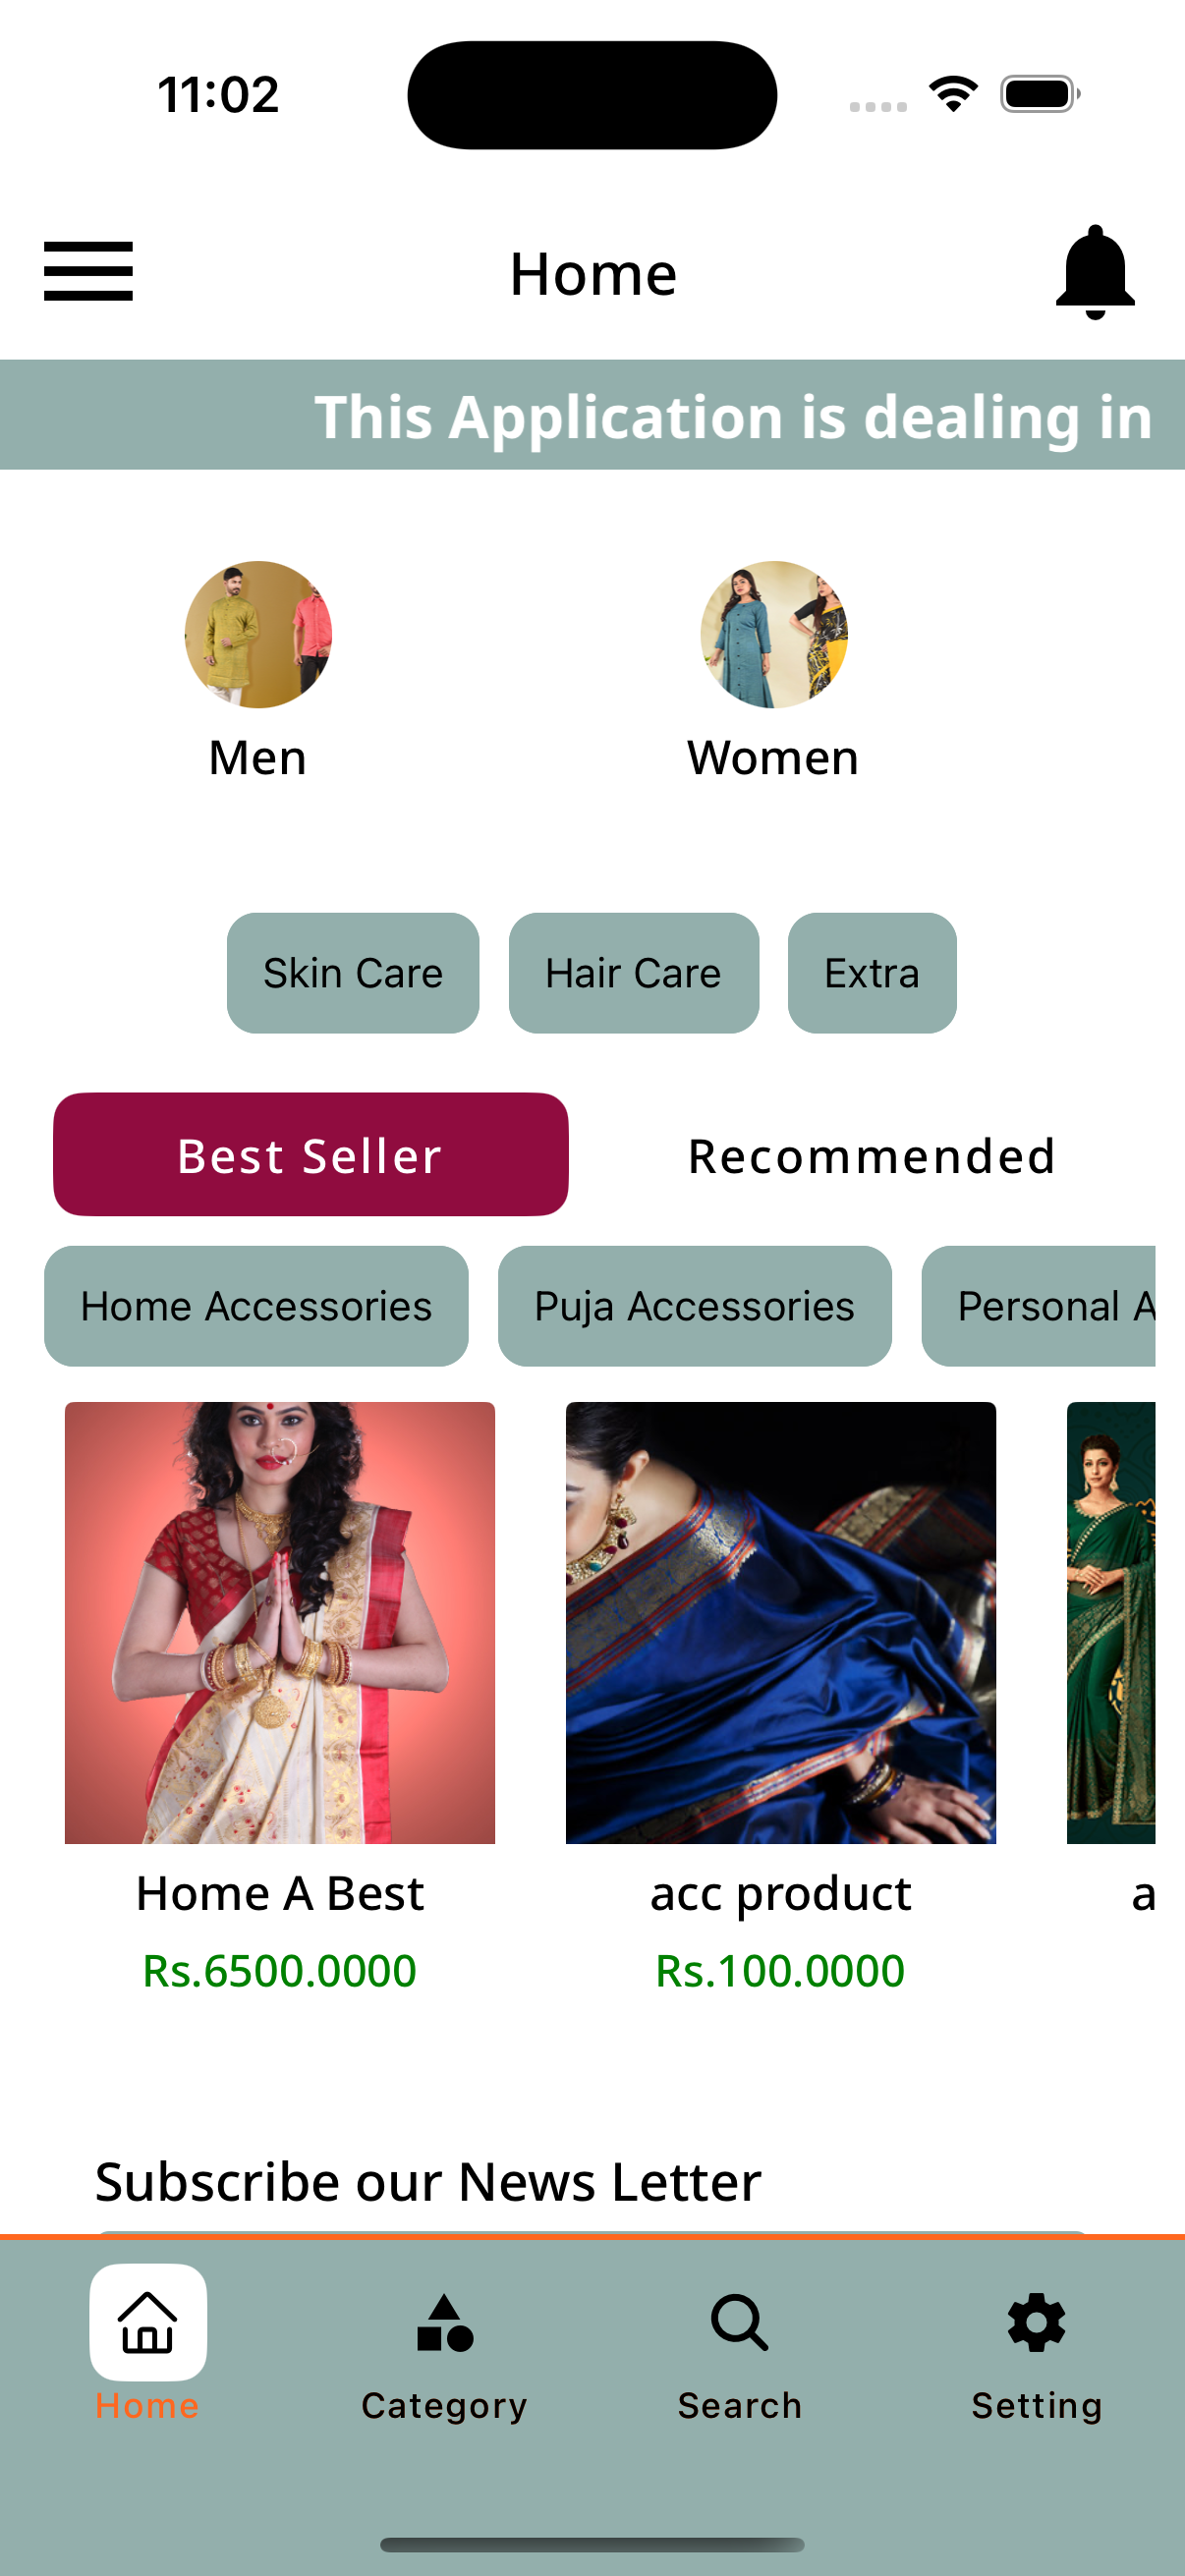 11:02
Home
This Application is dealing in
Men
Women
Skin Care
Hair Care
Extra
Best Seller
Recommended
Home Accessories
Puja Accessories
Personal A
Home A Best
acc product
a
Rs.6500.0000
Rs.100.0000
Subscribe our News Letter
Home
Category
Search
Setting